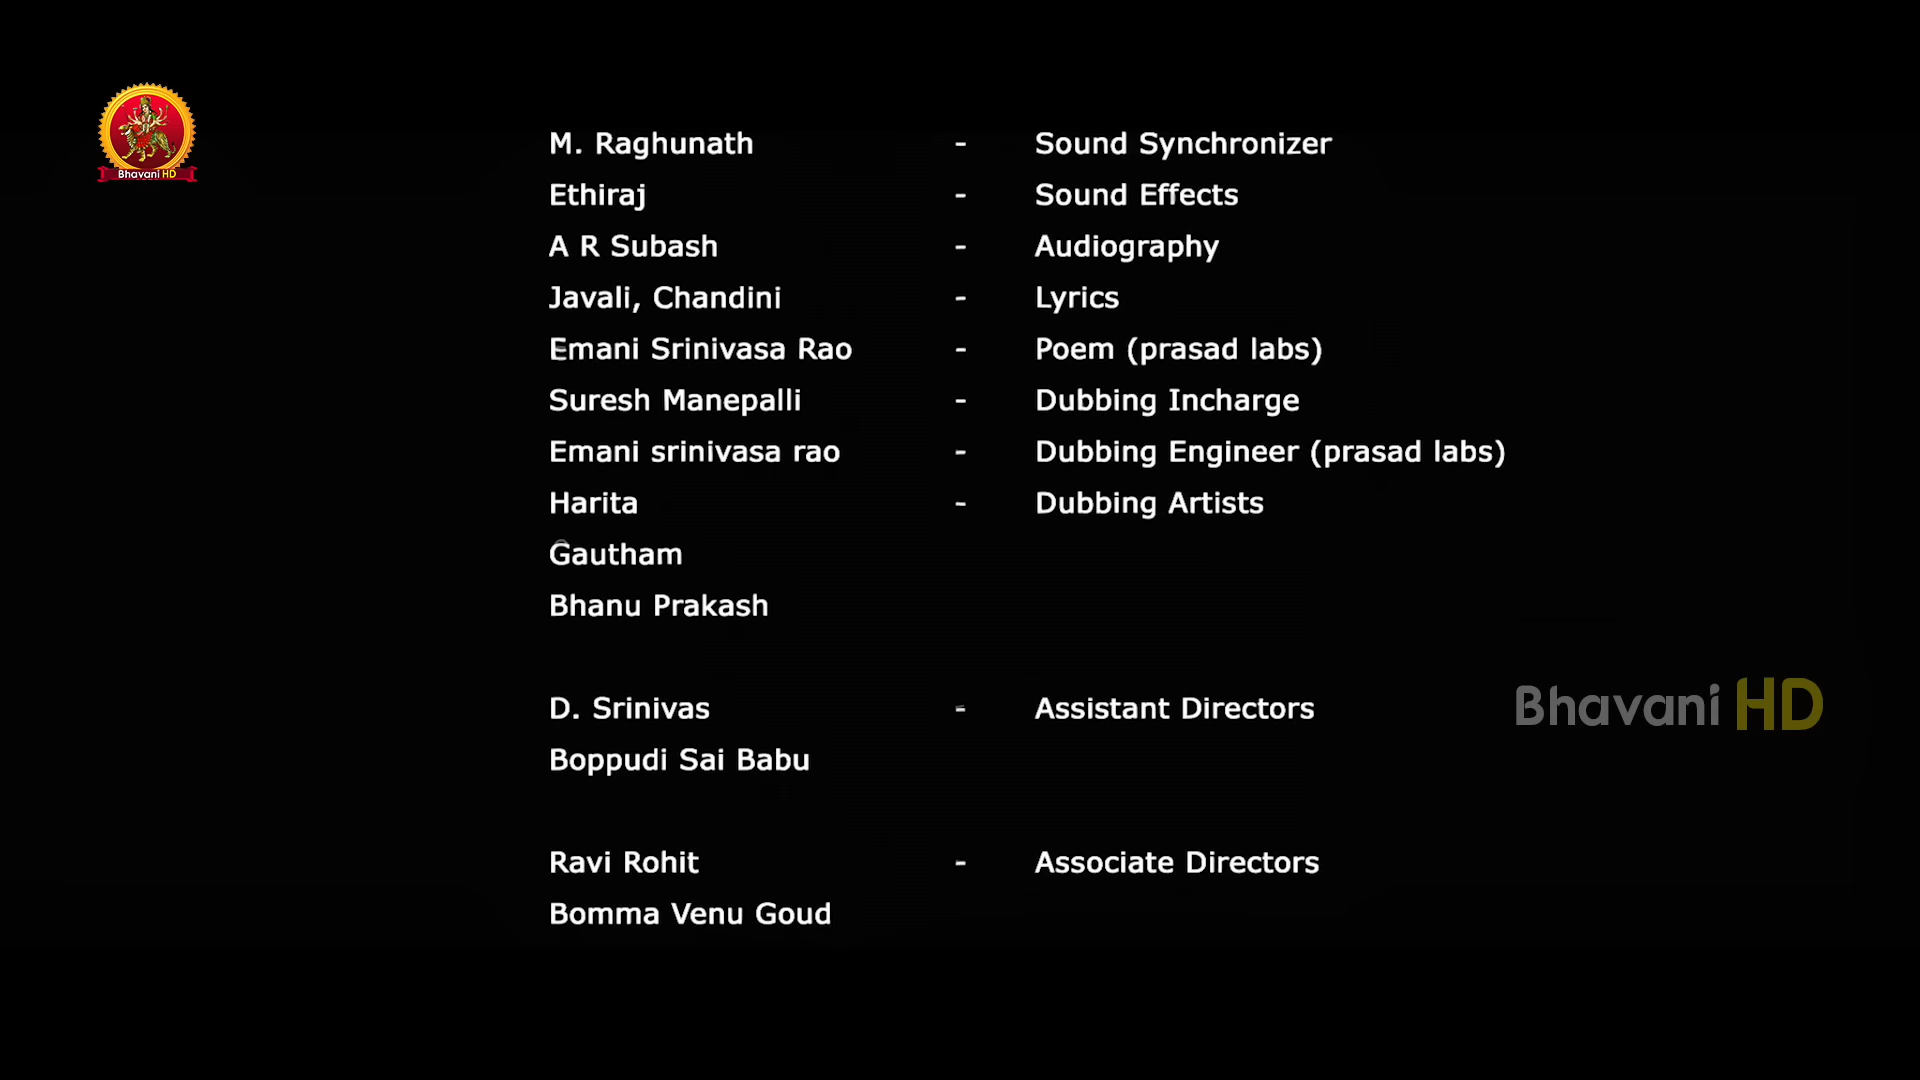 Bhavani HD
M. Raghunath - Sound Synchronizer
Ethiraj - Sound Effects
A R Subash - Audiography
Javali, Chandini - Lyrics
Emani Srinivasa Rao - Poem (prasad labs)
Suresh Manepalli - Dubbing Incharge
Emani srinivasa rao - Dubbing Engineer (prasad labs)
Harita - Dubbing Artists
Gautham
Bhanu Prakash
D. Srinivas - Assistant Directors
Bhavani HD
Boppudi Sai Babu
Ravi Rohit - Associate Directors
Bomma Venu Goud